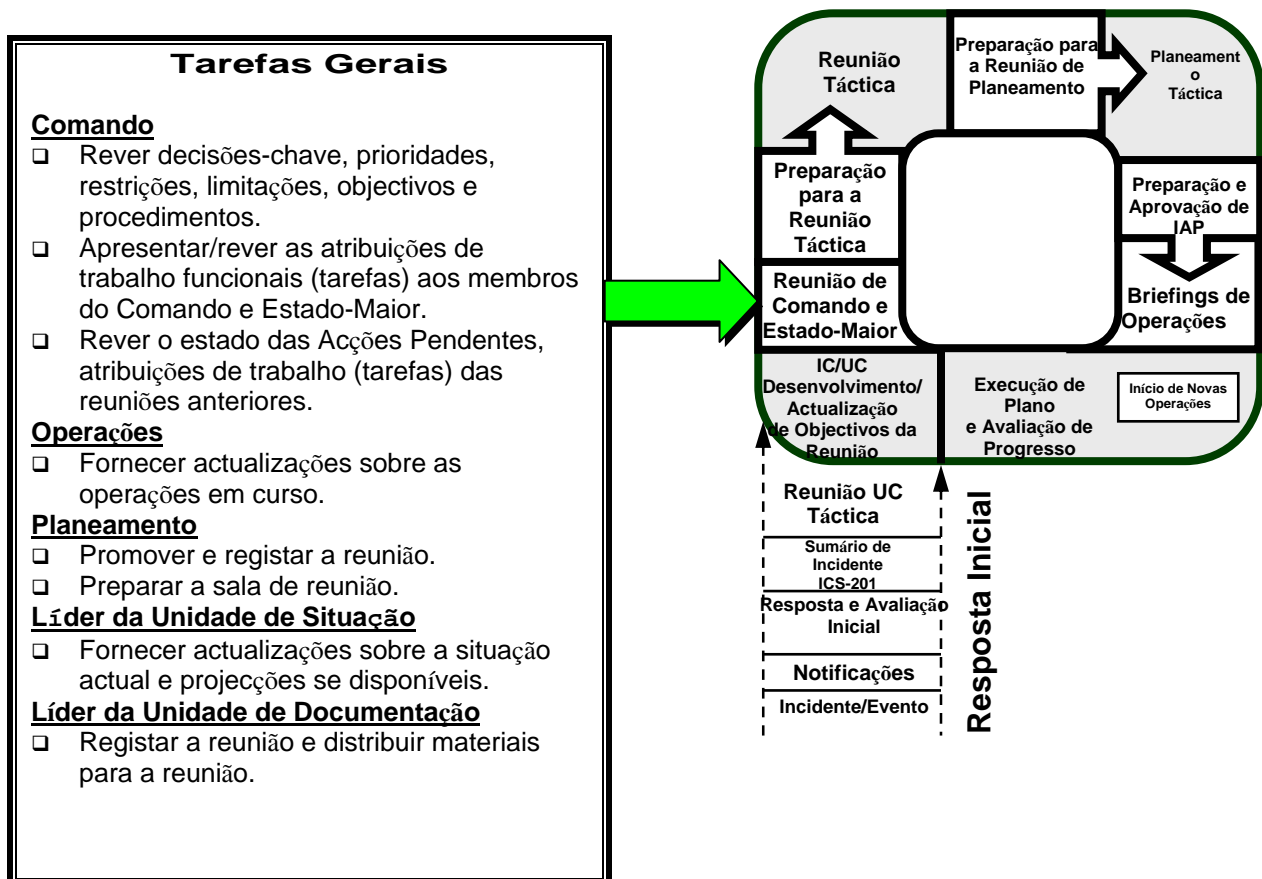 Tarefas Gerais
Comando
❑ Rever decisões-chave, prioridades,
restrições, limitações, objectivos e
procedimentos.
❑ Apresentar/rever as atribuições de
trabalho funcionais (tarefas) aos membros
do Comando e Estado-Maior.
❑ Rever o estado das Acções Pendentes,
atribuições de trabalho (tarefas) das
reuniões anteriores.
Operações
❑ Fornecer actualizações sobre as
operações em curso.
Planeamento
❑ Promover e registar a reunião.
❑ Preparar a sala de reunião.
Líder da Unidade de Situação
❑ Fornecer actualizações sobre a situação
actual e projecções se disponíveis.
Líder da Unidade de Documentação
❑ Registar a reunião e distribuir materiais
para a reunião.
Reunião
Táctica
Preparação para
a Reunião de
Planeamento
Planeament
o
Táctica
Preparação
para a
Reunião
Táctica
Preparação e
Aprovação de
IAP
Reunião de
Comando e
Estado-Maior
Briefings de
Operações
IC/UC
Desenvolvimento/
Actualização
de Objectivos da
Reunião
Execução de
Plano
e Avaliação de
Progresso
Início de Novas
Operações
Reunião UC
Táctica
Sumário de
Incidente
ICS-201
Resposta e Avaliação
Inicial
Notificações
Incidente/Evento
Resposta Inicial